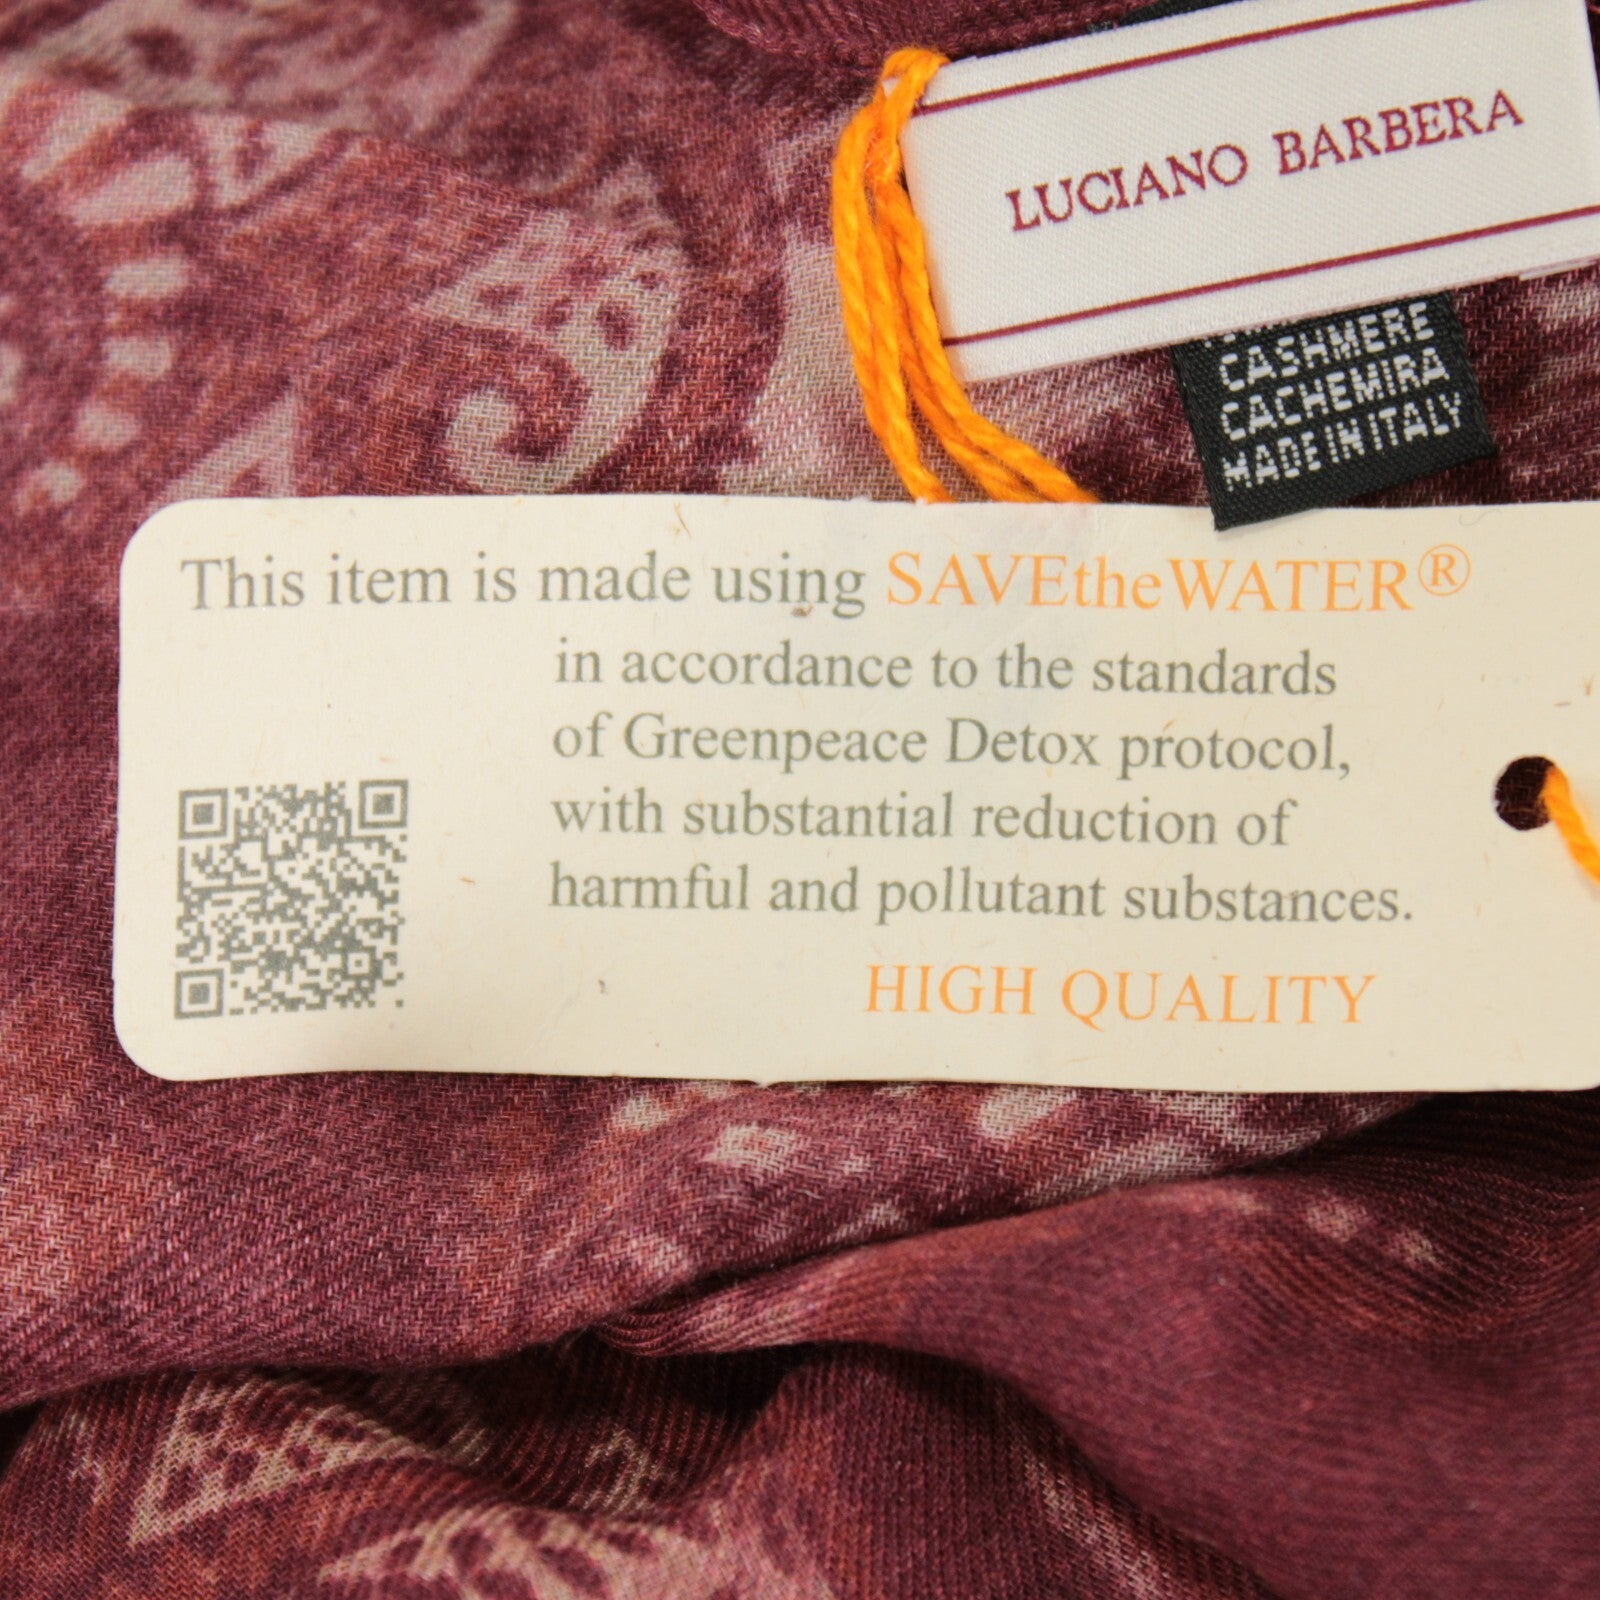 LUCIANO BARBERA
CASHMERE
CACHEMIRA
MADE IN ITALY
This item is made using SAVEtheWATER®
in accordance to the standards
of Greenpeace Detox protocol,
with substantial reduction of
harmful and pollutant substances.
HIGH QUALITY